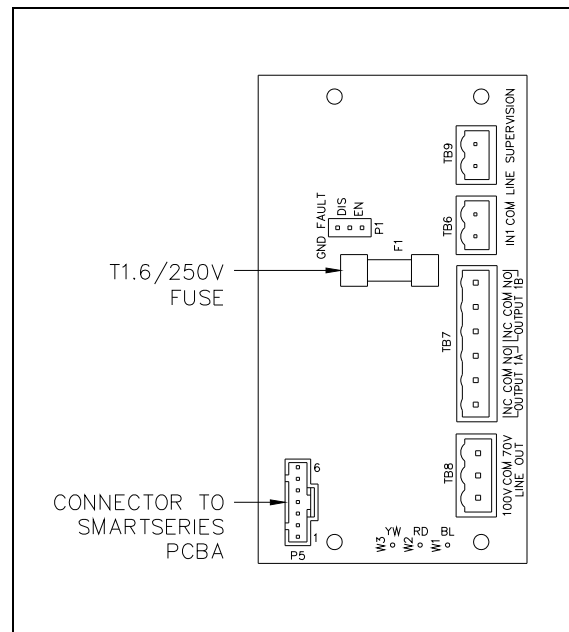 TB9
LINE SUPERVISION
GND FAULT
DIS
EN
P1
TB6
IN1 COM
F1
T1.6/250V
FUSE
TB7
NC COM NO
OUTPUT 1B
NC COM NO
OUTPUT 1A
TB8
100V COM 70V
LINE OUT
6
CONNECTOR TO
SMARTSERIES
PCBA
1
P5
YW RD BL
W3 W2 W1